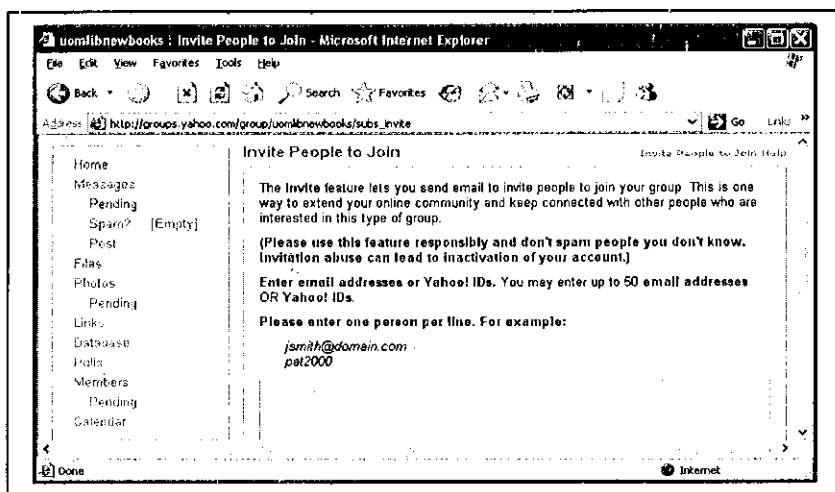 uomlibnewbooks : Invite People to Join - Microsoft Internet Explorer
File Edit View Favorites Tools Help
Back Search Favorites
Address http://groups.yahoo.com/group/uomlibnewbooks/subs_invite Go Links »
Home
Messages
Pending
Spam? [Empty]
Post
Files
Photos
Pending
Links
Database
Polls
Members
Pending
Calendar
Invite People to Join Invite People to Join Help
The Invite feature lets you send email to invite people to join your group. This is one
way to extend your online community and keep connected with other people who are
interested in this type of group.
(Please use this feature responsibly and don't spam people you don't know.
Invitation abuse can lead to inactivation of your account.)
Enter email addresses or Yahoo! IDs. You may enter up to 50 email addresses
OR Yahoo! IDs.
Please enter one person per line. For example:
jsmith@domain.com
pat2000
Done Internet